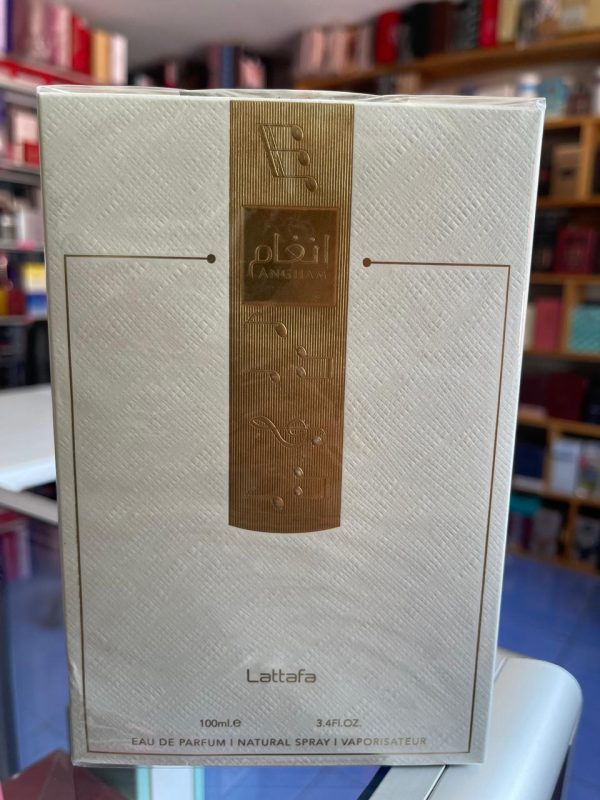 انغام
ANGHAM
Lattafa
100ml.e 3.4Fl.OZ.
EAU DE PARFUM | NATURAL SPRAY | VAPORISATEUR